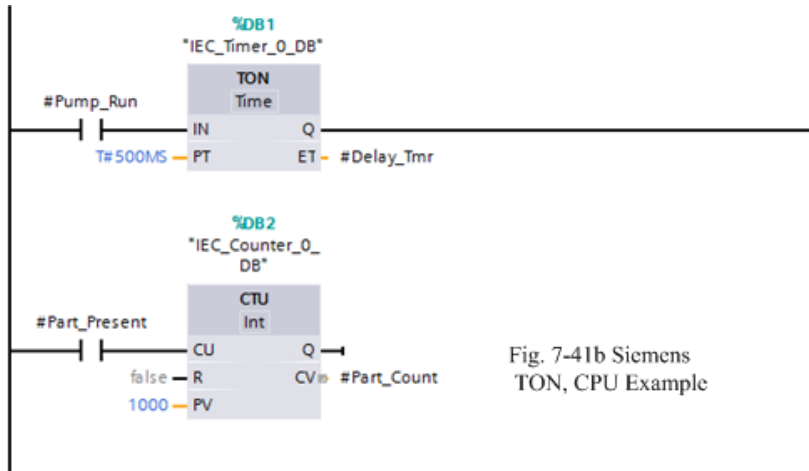 %DB1
"IEC_Timer_0_DB"
TON
Time
#Pump_Run
IN Q
T#500MS PT ET #Delay_Tmr
%DB2
"IEC_Counter_0_
DB"
CTU
Int
#Part_Present
CU Q
false R CV #Part_Count
1000 PV
Fig. 7-41b Siemens
TON, CPU Example